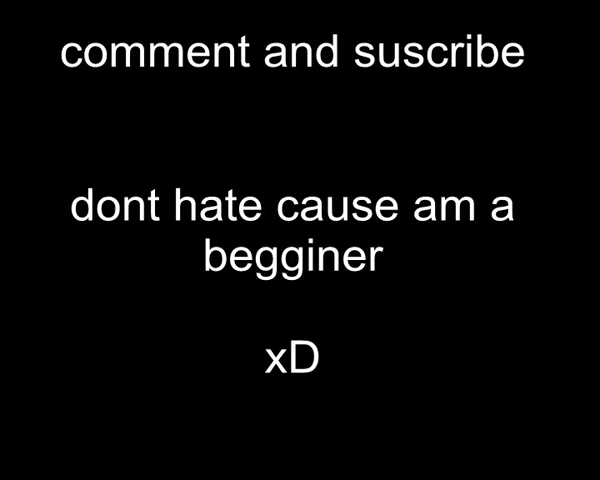 comment and suscribe
dont hate cause am a
begginer
xD